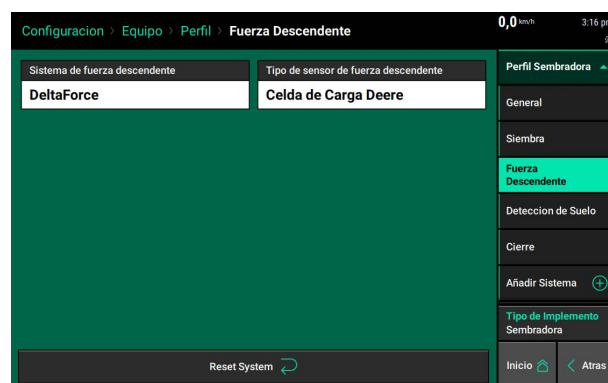 Configuracion > Equipo > Perfil > Fuerza Descendente
0,0 km/h
3:16 pm
Sistema de fuerza descendente
DeltaForce
Tipo de sensor de fuerza descendente
Celda de Carga Deere
Reset System
Perfil Sembradora
General
Siembra
Fuerza
Descendente
Deteccion de Suelo
Cierre
Añadir Sistema
Tipo de Implemento
Sembradora
Inicio
< Atras